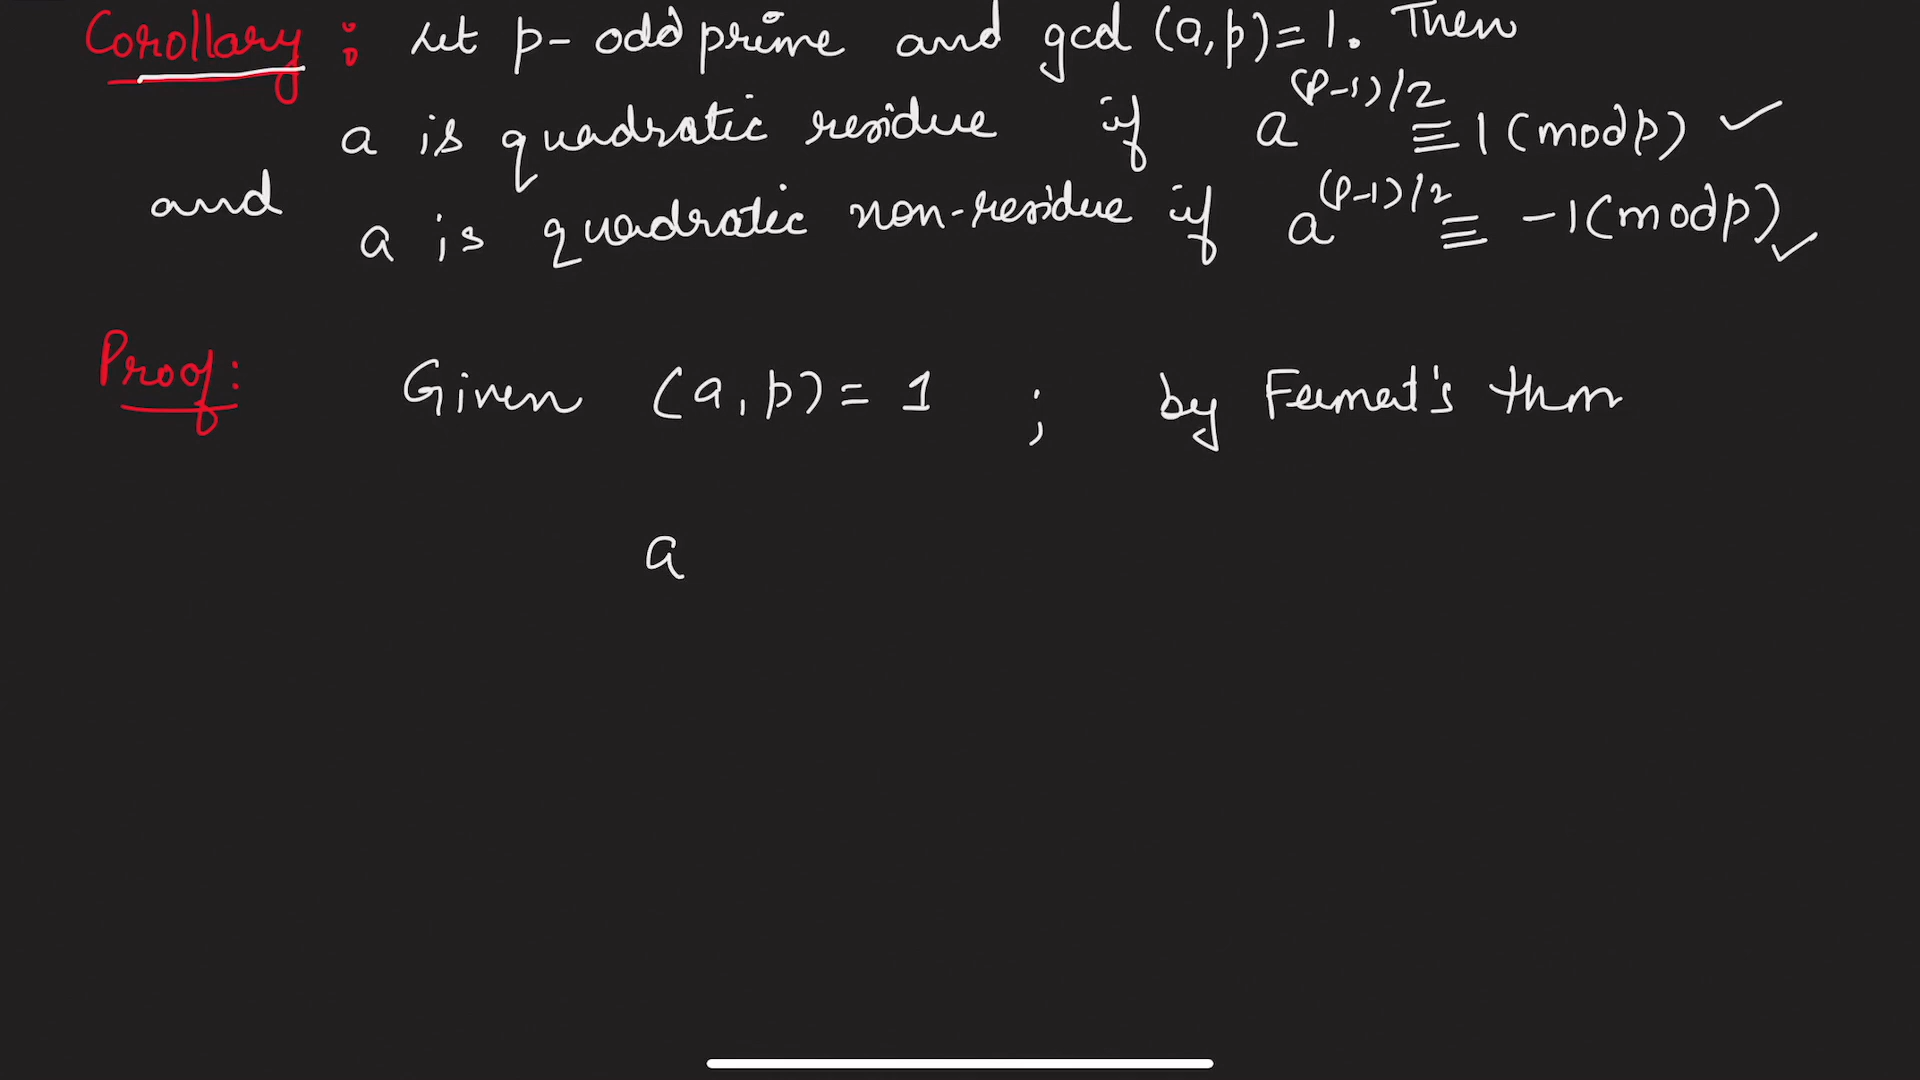 Corollary : Let p- odd prime and gcd (a,p)=1. Then
a is quadratic residue if a^(p-1)/2 ≡ 1 (mod p) ✓
and a is quadratic non-residue if a^(p-1)/2 ≡ -1 (mod p) ✓
Proof: Given (a,p) = 1 ; by Fermat's thm
a